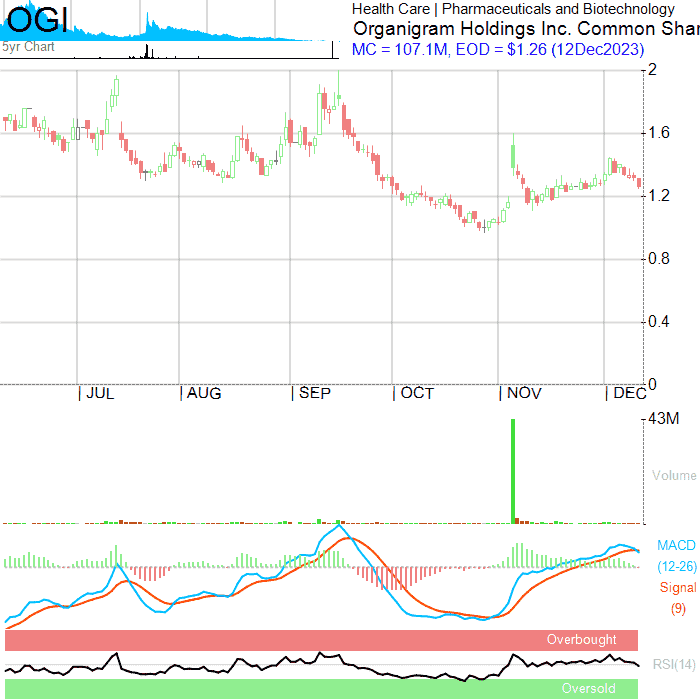 OGI
5yr Chart
Health Care | Pharmaceuticals and Biotechnology
Organigram Holdings Inc. Common Shar
MC = 107.1M, EOD = $1.26 (12Dec2023)
2
1.6
1.2
0.8
0.4
0
| JUL | AUG | SEP | OCT | NOV | DEC
43M
Volume
MACD
(12-26)
Signal
(9)
Overbought
RSI(14)
Oversold